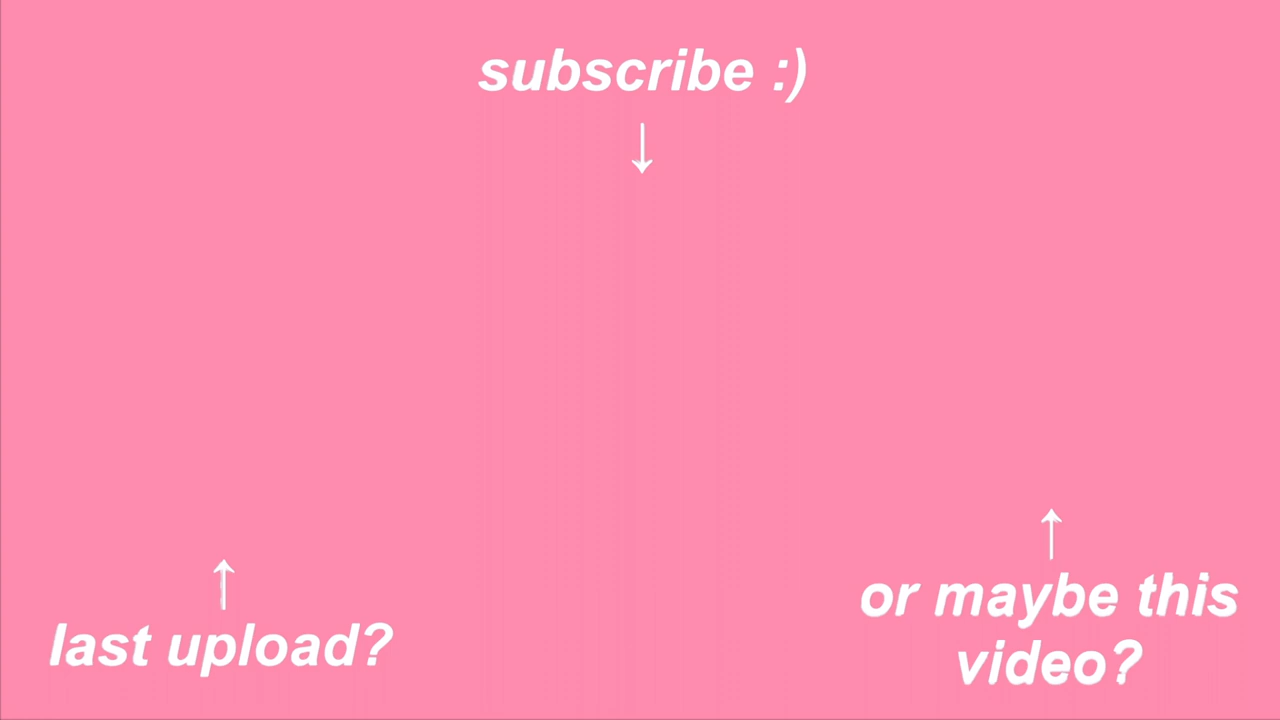 subscribe :)
↓
↑
last upload?
↑
or maybe this
video?